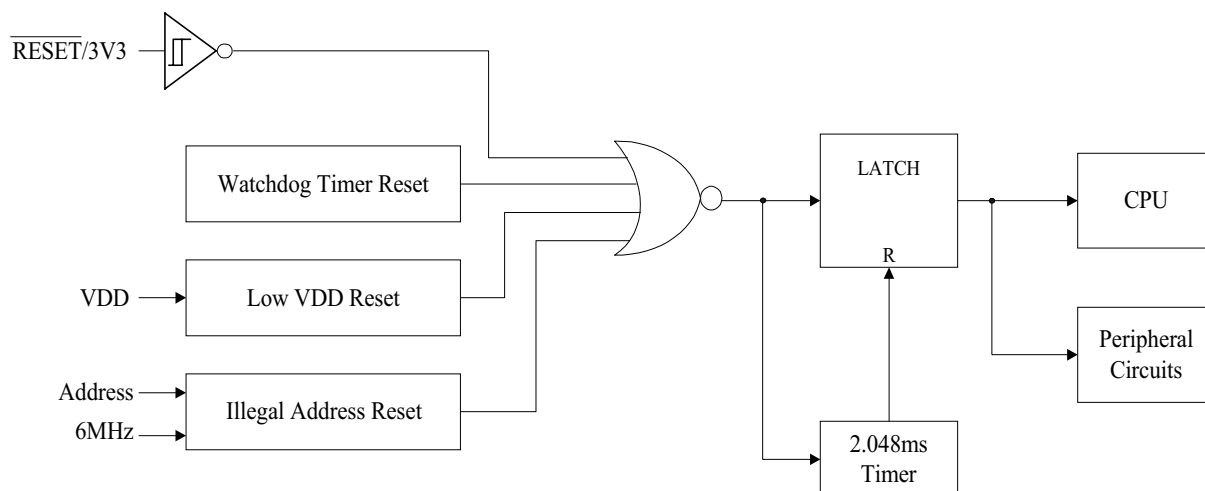 RESET/3V3
Watchdog Timer Reset
LATCH
R
CPU
VDD
Low VDD Reset
Peripheral
Circuits
Address
6MHz
Illegal Address Reset
2.048ms
Timer